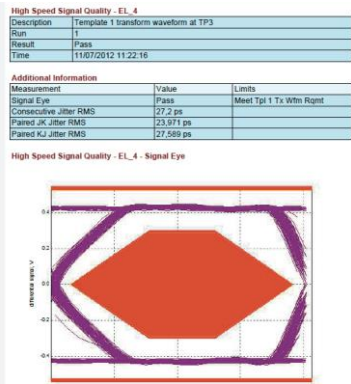 High Speed Signal Quality - EL_4
Description Template 1 transform waveform at TP3
Run 1
Result Pass
Time 11/07/2012 11:22:16
Additional Information
Measurement Value Limits
Signal Eye Pass Meet Tpl 1 Tx Wfm Rqmt
Consecutive Jitter RMS 27,2 ps
Paired JK Jitter RMS 23,971 ps
Paired KJ Jitter RMS 27,589 ps
High Speed Signal Quality - EL_4 - Signal Eye
0.4
0.2
differential signal, V
0.0
-0.2
-0.4